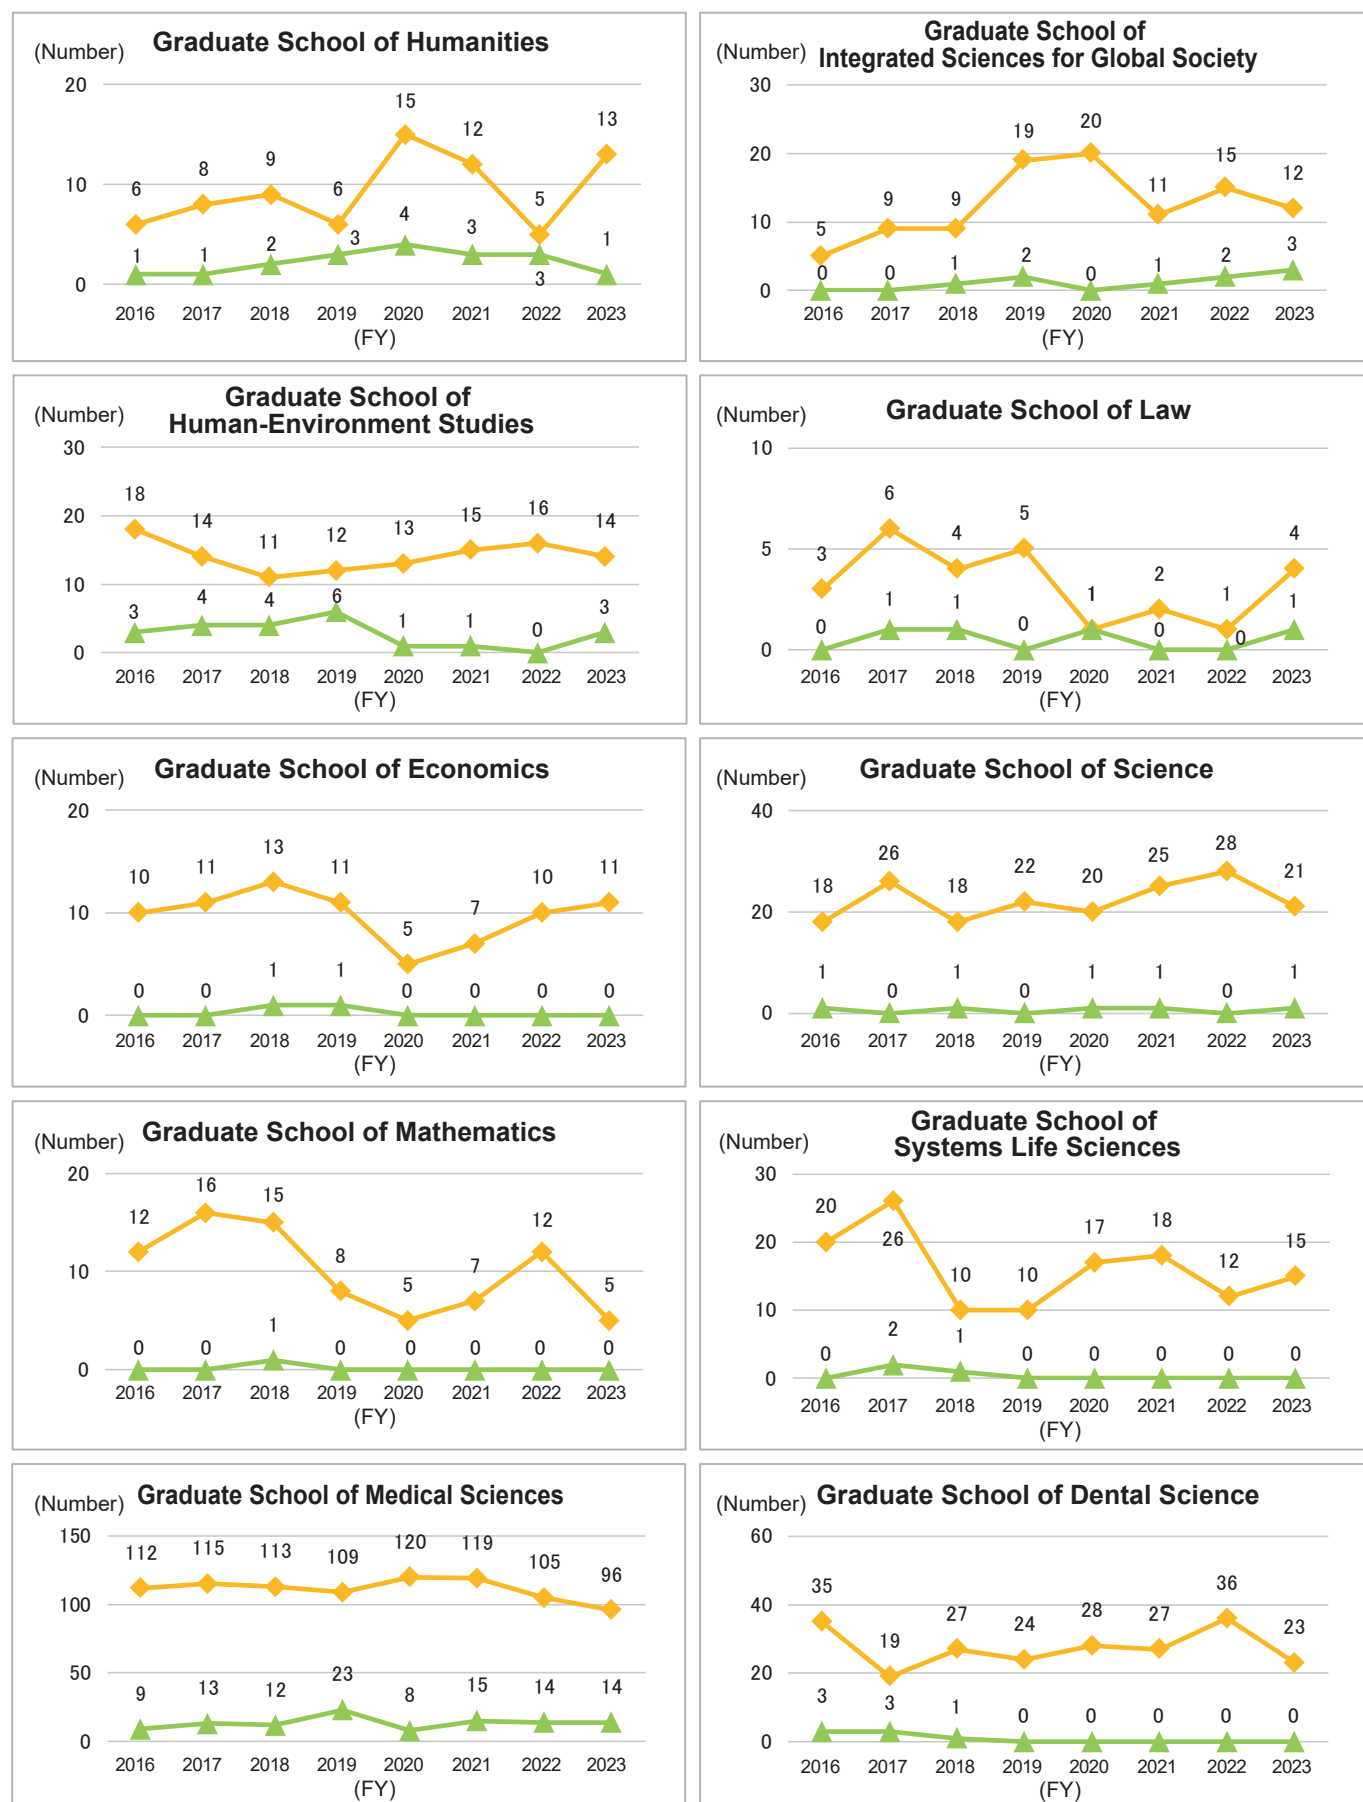 Graduate School of Humanities
(Number)
20
10
0
6 8 9 6 15 12 5 13
1 1 2 3 4 3 3 1
2016 2017 2018 2019 2020 2021 2022 2023
(FY)
Graduate School of
Integrated Sciences for Global Society
(Number)
30
20
10
0
5 9 9 19 20 11 15 12
0 0 1 2 0 1 2 3
2016 2017 2018 2019 2020 2021 2022 2023
(FY)
Graduate School of
Human-Environment Studies
(Number)
30
20
10
0
18 14 11 12 13 15 16 14
3 4 4 6 1 1 0 3
2016 2017 2018 2019 2020 2021 2022 2023
(FY)
Graduate School of Law
(Number)
10
5
0
3 6 4 5 1 2 1 4
0 1 1 0 1 0 0 1
2016 2017 2018 2019 2020 2021 2022 2023
(FY)
Graduate School of Economics
(Number)
20
10
0
10 11 13 11 5 7 10 11
0 0 1 1 0 0 0 0
2016 2017 2018 2019 2020 2021 2022 2023
(FY)
Graduate School of Science
(Number)
40
20
0
18 26 18 22 20 25 28 21
1 0 1 0 1 1 0 1
2016 2017 2018 2019 2020 2021 2022 2023
(FY)
Graduate School of Mathematics
(Number)
20
10
0
12 16 15 8 5 7 12 5
0 0 1 0 0 0 0 0
2016 2017 2018 2019 2020 2021 2022 2023
(FY)
Graduate School of
Systems Life Sciences
(Number)
30
20
10
0
20 26 10 10 17 18 12 15
0 2 1 0 0 0 0 0
2016 2017 2018 2019 2020 2021 2022 2023
(FY)
Graduate School of Medical Sciences
(Number)
150
100
50
0
112 115 113 109 120 119 105 96
9 13 12 23 8 15 14 14
2016 2017 2018 2019 2020 2021 2022 2023
(FY)
Graduate School of Dental Science
(Number)
60
40
20
0
35 19 27 24 28 27 36 23
3 3 1 0 0 0 0 0
2016 2017 2018 2019 2020 2021 2022 2023
(FY)